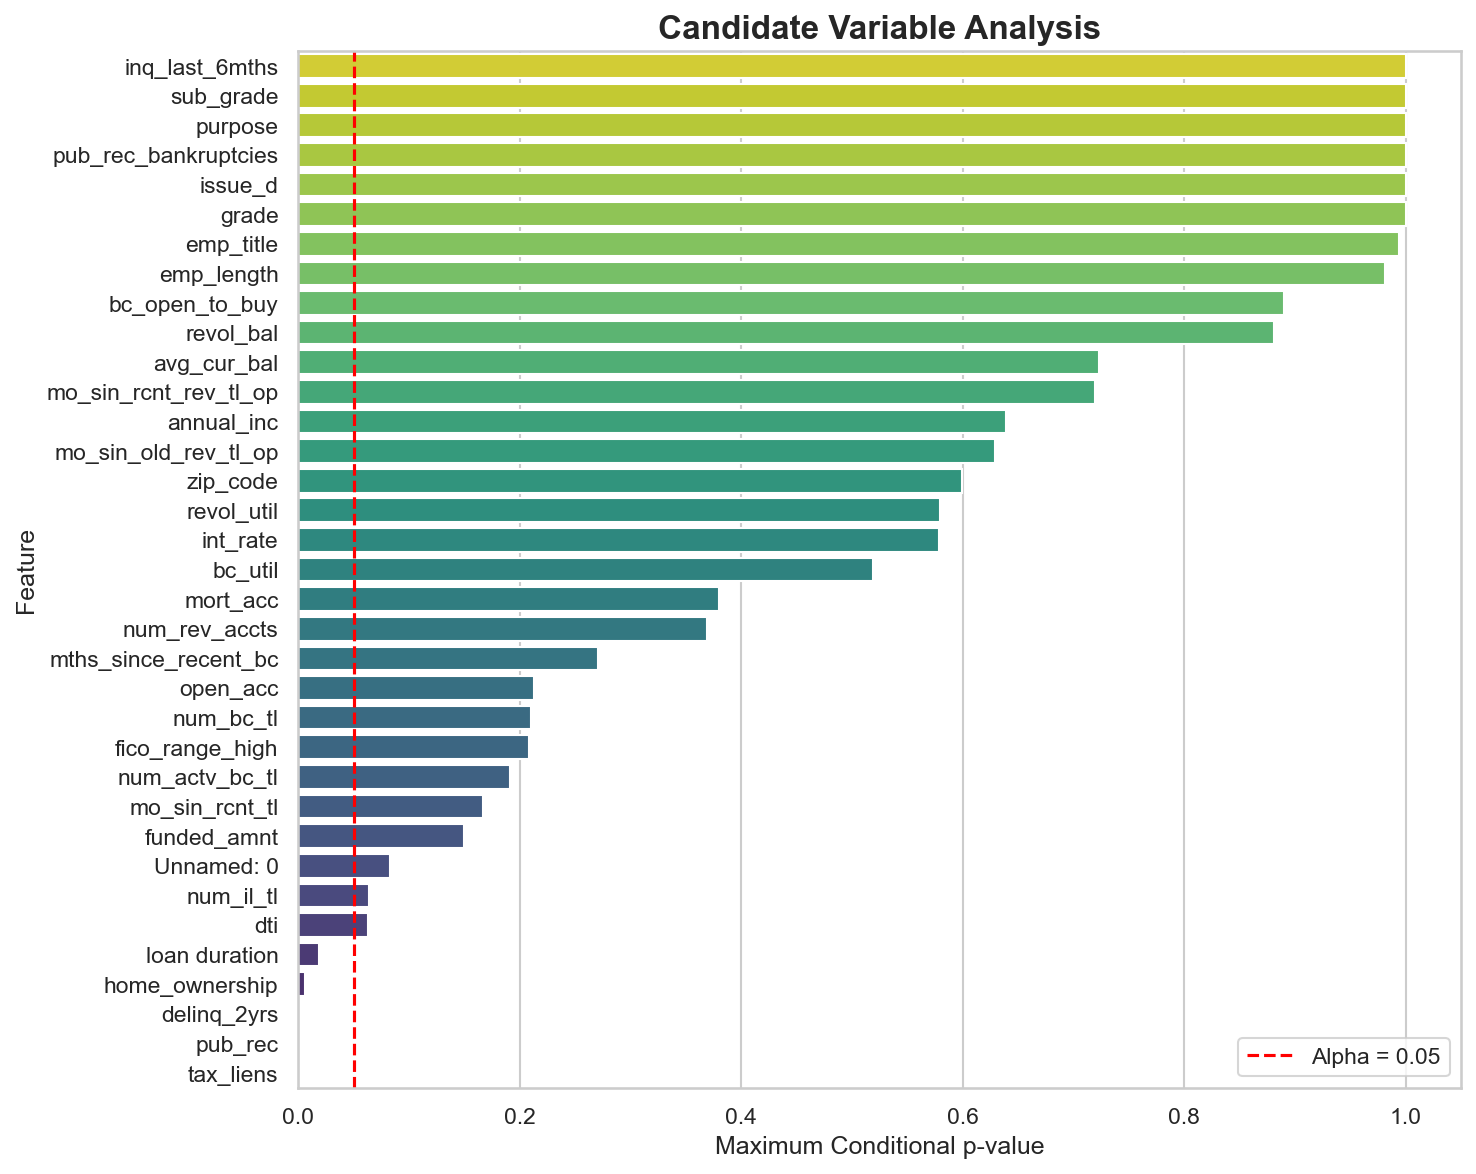 Candidate Variable Analysis
inq_last_6mths
sub_grade
purpose
pub_rec_bankruptcies
issue_d
grade
emp_title
emp_length
bc_open_to_buy
revol_bal
avg_cur_bal
mo_sin_rcnt_rev_tl_op
annual_inc
mo_sin_old_rev_tl_op
zip_code
revol_util
int_rate
bc_util
mort_acc
num_rev_accts
mths_since_recent_bc
open_acc
num_bc_tl
fico_range_high
num_actv_bc_tl
mo_sin_rcnt_tl
funded_amnt
Unnamed: 0
num_il_tl
dti
loan duration
home_ownership
delinq_2yrs
pub_rec
tax_liens
Feature
Alpha = 0.05
0.0 0.2 0.4 0.6 0.8 1.0
Maximum Conditional p-value